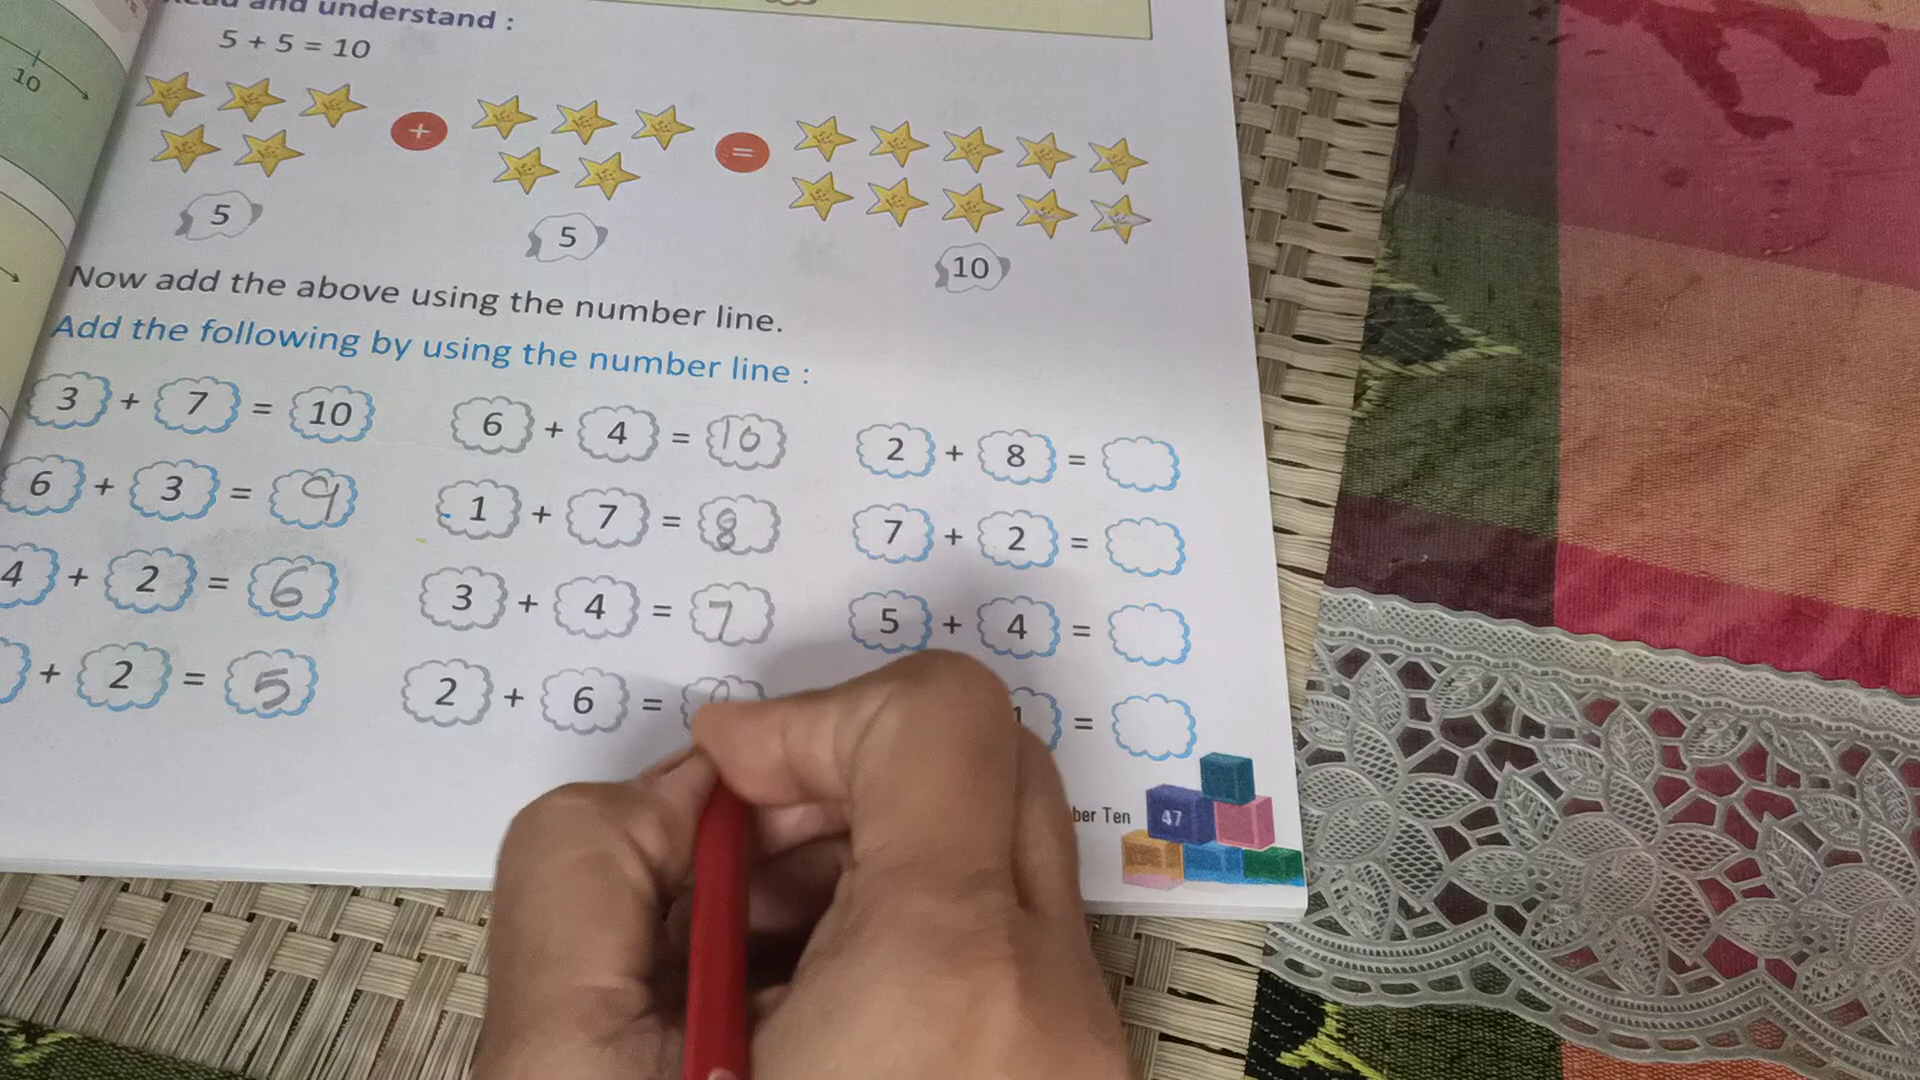 and understand :
5 + 5 = 10
10
+ =
5 5 10
Now add the above using the number line.
Add the following by using the number line :
3 + 7 = 10 6 + 4 = 10 2 + 8 =
6 + 3 = 9 1 + 7 = 8 7 + 2 =
4 + 2 = 6 3 + 4 = 7 5 + 4 =
+ 2 = 5 2 + 6 = 1 =
Ten 47